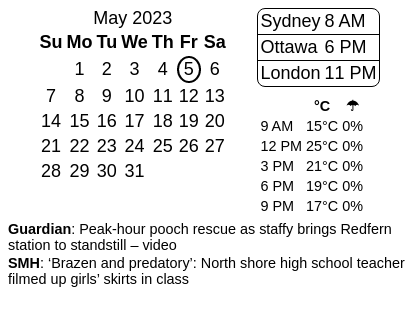 May 2023
Su Mo Tu We Th Fr Sa
1 2 3 4 5 6
7 8 9 10 11 12 13
14 15 16 17 18 19 20
21 22 23 24 25 26 27
28 29 30 31
Sydney 8 AM
Ottawa 6 PM
London 11 PM
°C ☂
9 AM 15°C 0%
12 PM 25°C 0%
3 PM 21°C 0%
6 PM 19°C 0%
9 PM 17°C 0%
Guardian: Peak-hour pooch rescue as staffy brings Redfern
station to standstill – video
SMH: ‘Brazen and predatory’: North shore high school teacher
filmed up girls’ skirts in class